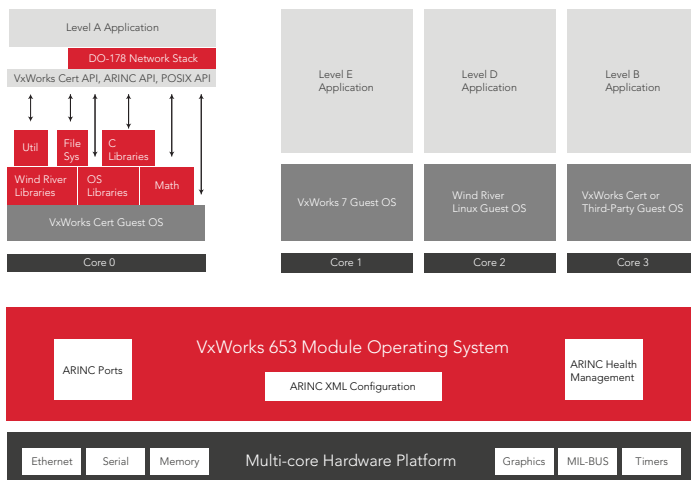 Level A Application
DO-178 Network Stack
VxWorks Cert API, ARINC API, POSIX API
Util
File
Sys
C
Libraries
Wind River
Libraries
OS
Libraries
Math
VxWorks Cert Guest OS
Core 0
Level E
Application
VxWorks 7 Guest OS
Core 1
Level D
Application
Wind River
Linux Guest OS
Core 2
Level B
Application
VxWorks Cert or
Third-Party Guest OS
Core 3
VxWorks 653 Module Operating System
ARINC Ports
ARINC XML Configuration
ARINC Health
Management
Ethernet
Serial
Memory
Multi-core Hardware Platform
Graphics
MIL-BUS
Timers